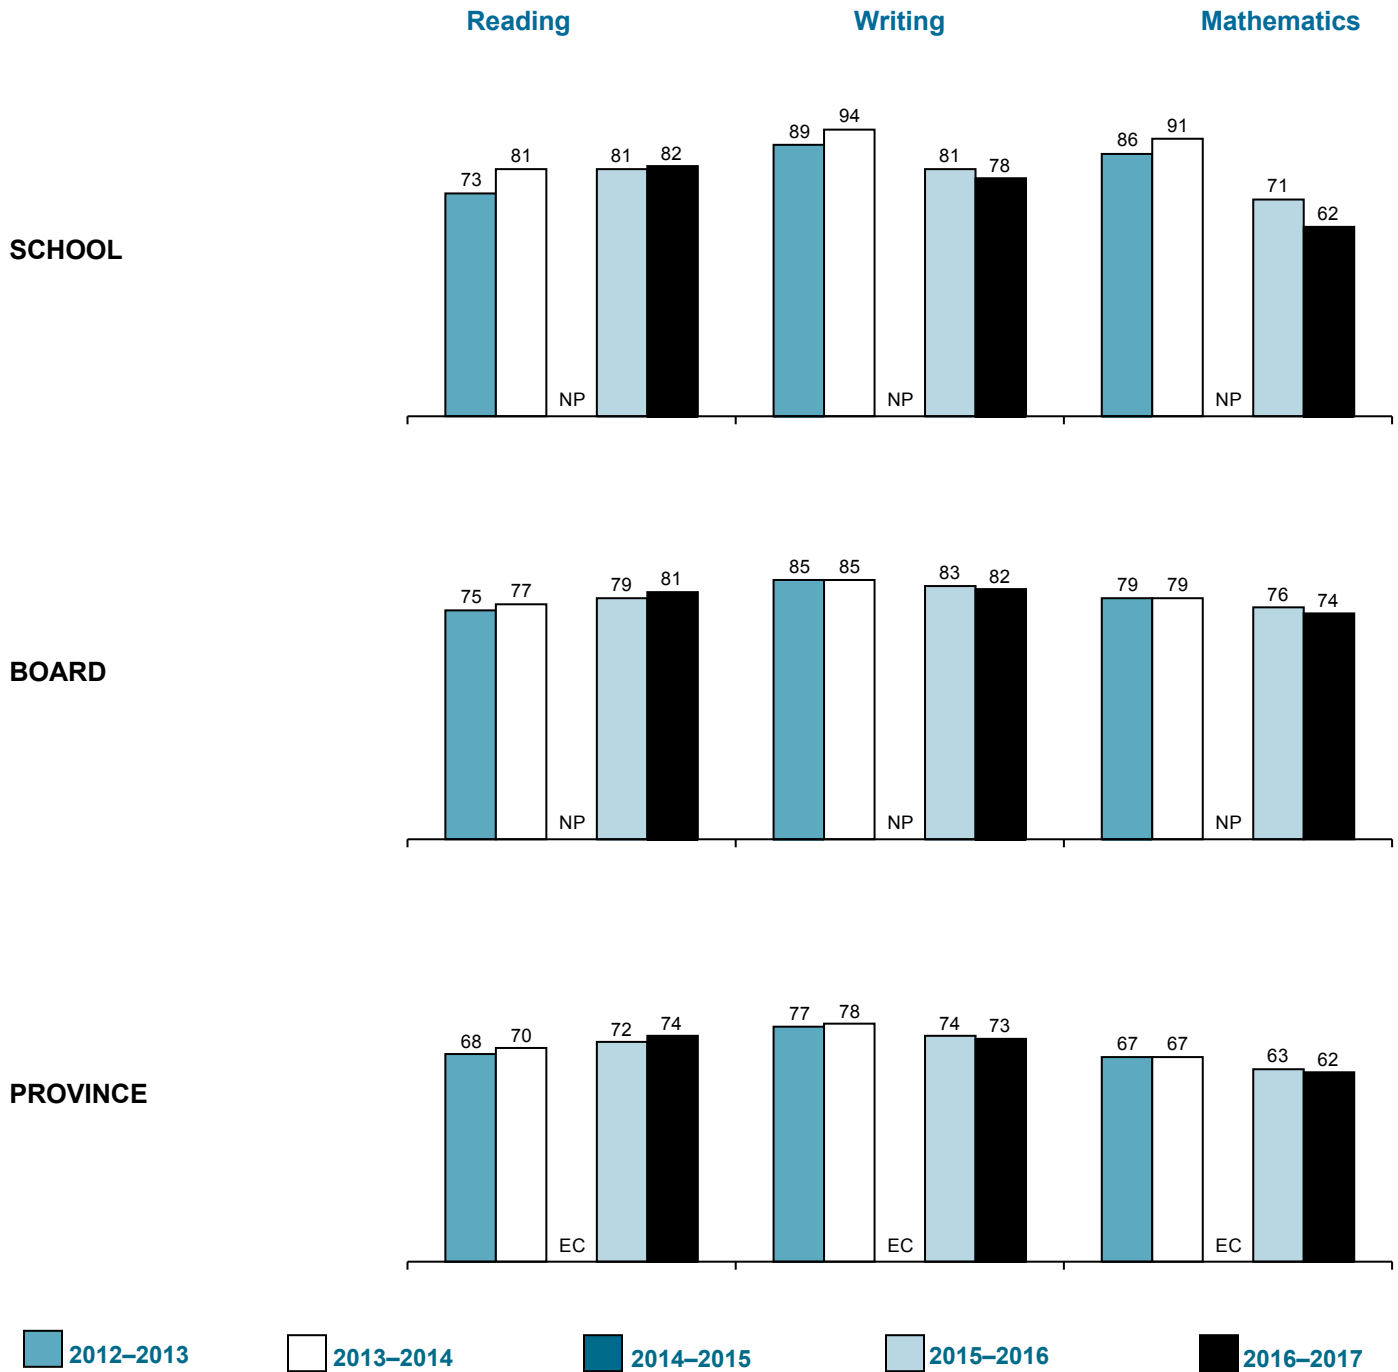 Reading Writing Mathematics
SCHOOL
73 81 NP 81 82 89 94 NP 81 78 86 91 NP 71 62
BOARD
75 77 NP 79 81 85 85 NP 83 82 79 79 NP 76 74
PROVINCE
68 70 EC 72 74 77 78 EC 74 73 67 67 EC 63 62
2012–2013 2013–2014 2014–2015 2015–2016 2016–2017